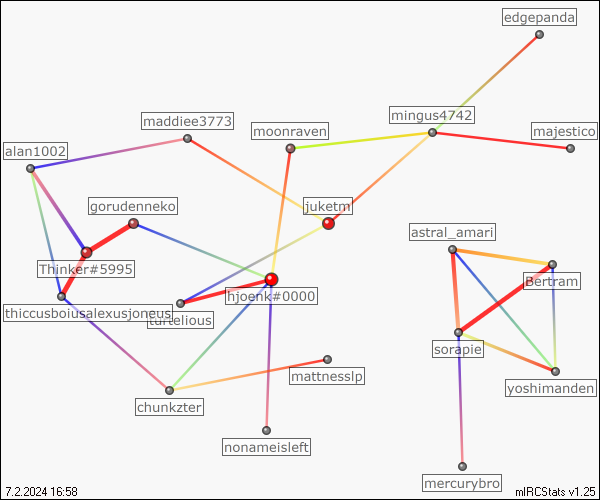 edgepanda
mingus4742
maddiee3773
moonraven
majestico
alan1002
gorudenneko
juketm
astral_amari
Thinker#5995
Bertram
hjoenk#0000
thiccusboiusalexusjoneus
turtelious
sorapie
mattnesslp
yoshimanden
chunkzter
nonameisleft
mercurybro
7.2.2024 16:58
mIRCStats v1.25